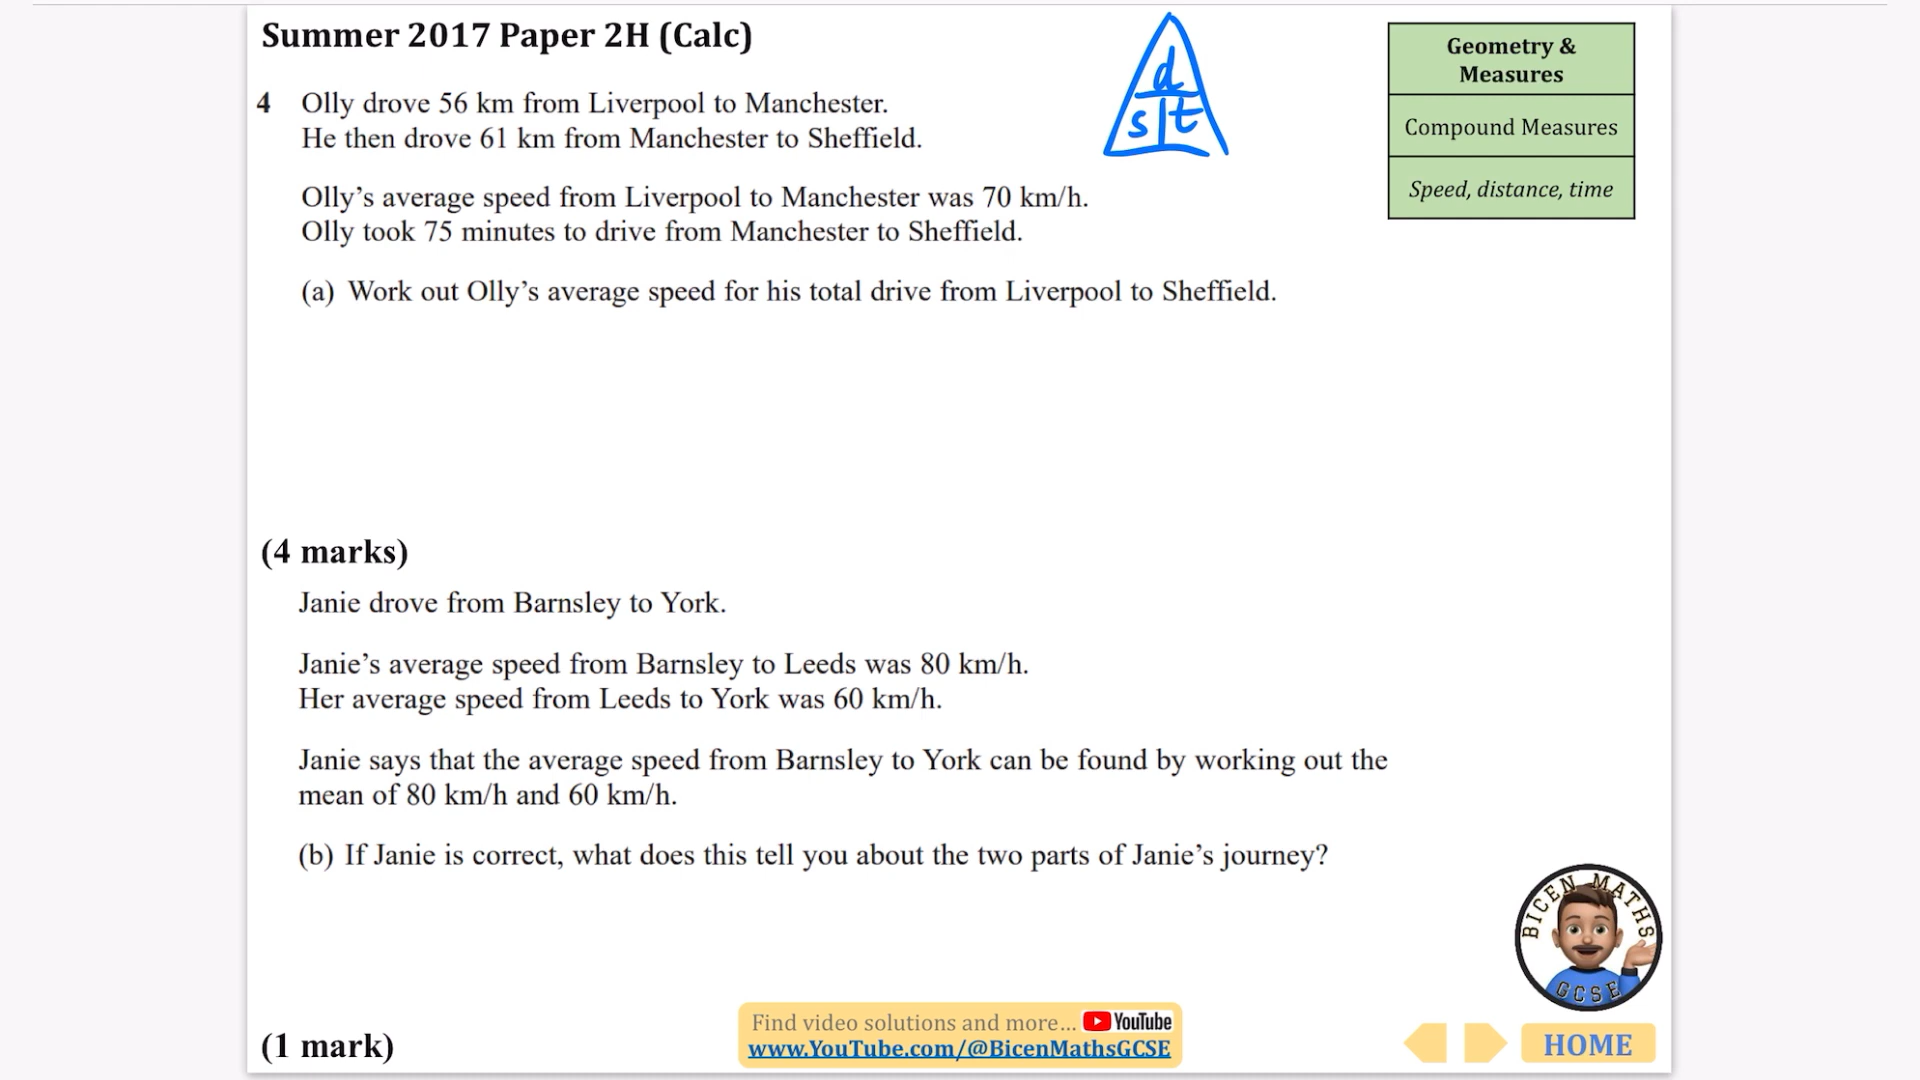 Summer 2017 Paper 2H (Calc)
d
s t
Geometry &
Measures
Compound Measures
Speed, distance, time
4 Olly drove 56 km from Liverpool to Manchester.
He then drove 61 km from Manchester to Sheffield.
Olly’s average speed from Liverpool to Manchester was 70 km/h.
Olly took 75 minutes to drive from Manchester to Sheffield.
(a) Work out Olly’s average speed for his total drive from Liverpool to Sheffield.
(4 marks)
Janie drove from Barnsley to York.
Janie’s average speed from Barnsley to Leeds was 80 km/h.
Her average speed from Leeds to York was 60 km/h.
Janie says that the average speed from Barnsley to York can be found by working out the
mean of 80 km/h and 60 km/h.
(b) If Janie is correct, what does this tell you about the two parts of Janie’s journey?
(1 mark)
Find video solutions and more... YouTube
www.YouTube.com/@BicenMathsGCSE
BICEN MATHS
GCSE
HOME